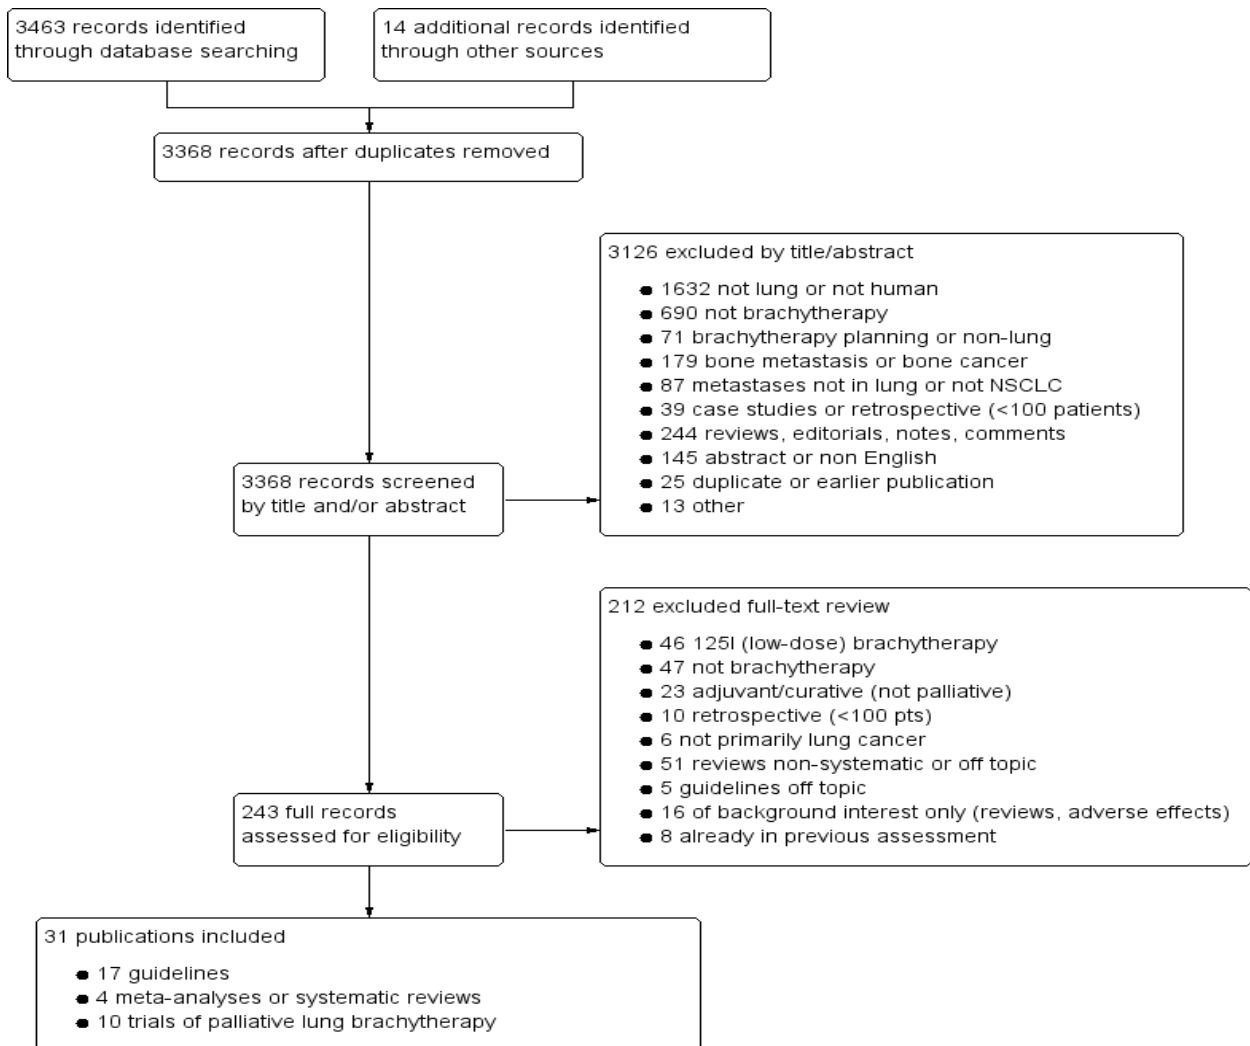 3463 records identified
through database searching
14 additional records identified
through other sources
3368 records after duplicates removed
3126 excluded by title/abstract
● 1632 not lung or not human
● 690 not brachytherapy
● 71 brachytherapy planning or non-lung
● 179 bone metastasis or bone cancer
● 87 metastases not in lung or not NSCLC
● 39 case studies or retrospective (<100 patients)
● 244 reviews, editorials, notes, comments
● 145 abstract or non English
● 25 duplicate or earlier publication
● 13 other
3368 records screened
by title and/or abstract
212 excluded full-text review
● 46 125I (low-dose) brachytherapy
● 47 not brachytherapy
● 23 adjuvant/curative (not palliative)
● 10 retrospective (<100 pts)
● 6 not primarily lung cancer
● 51 reviews non-systematic or off topic
● 5 guidelines off topic
● 16 of background interest only (reviews, adverse effects)
● 8 already in previous assessment
243 full records
assessed for eligibility
31 publications included
● 17 guidelines
● 4 meta-analyses or systematic reviews
● 10 trials of palliative lung brachytherapy